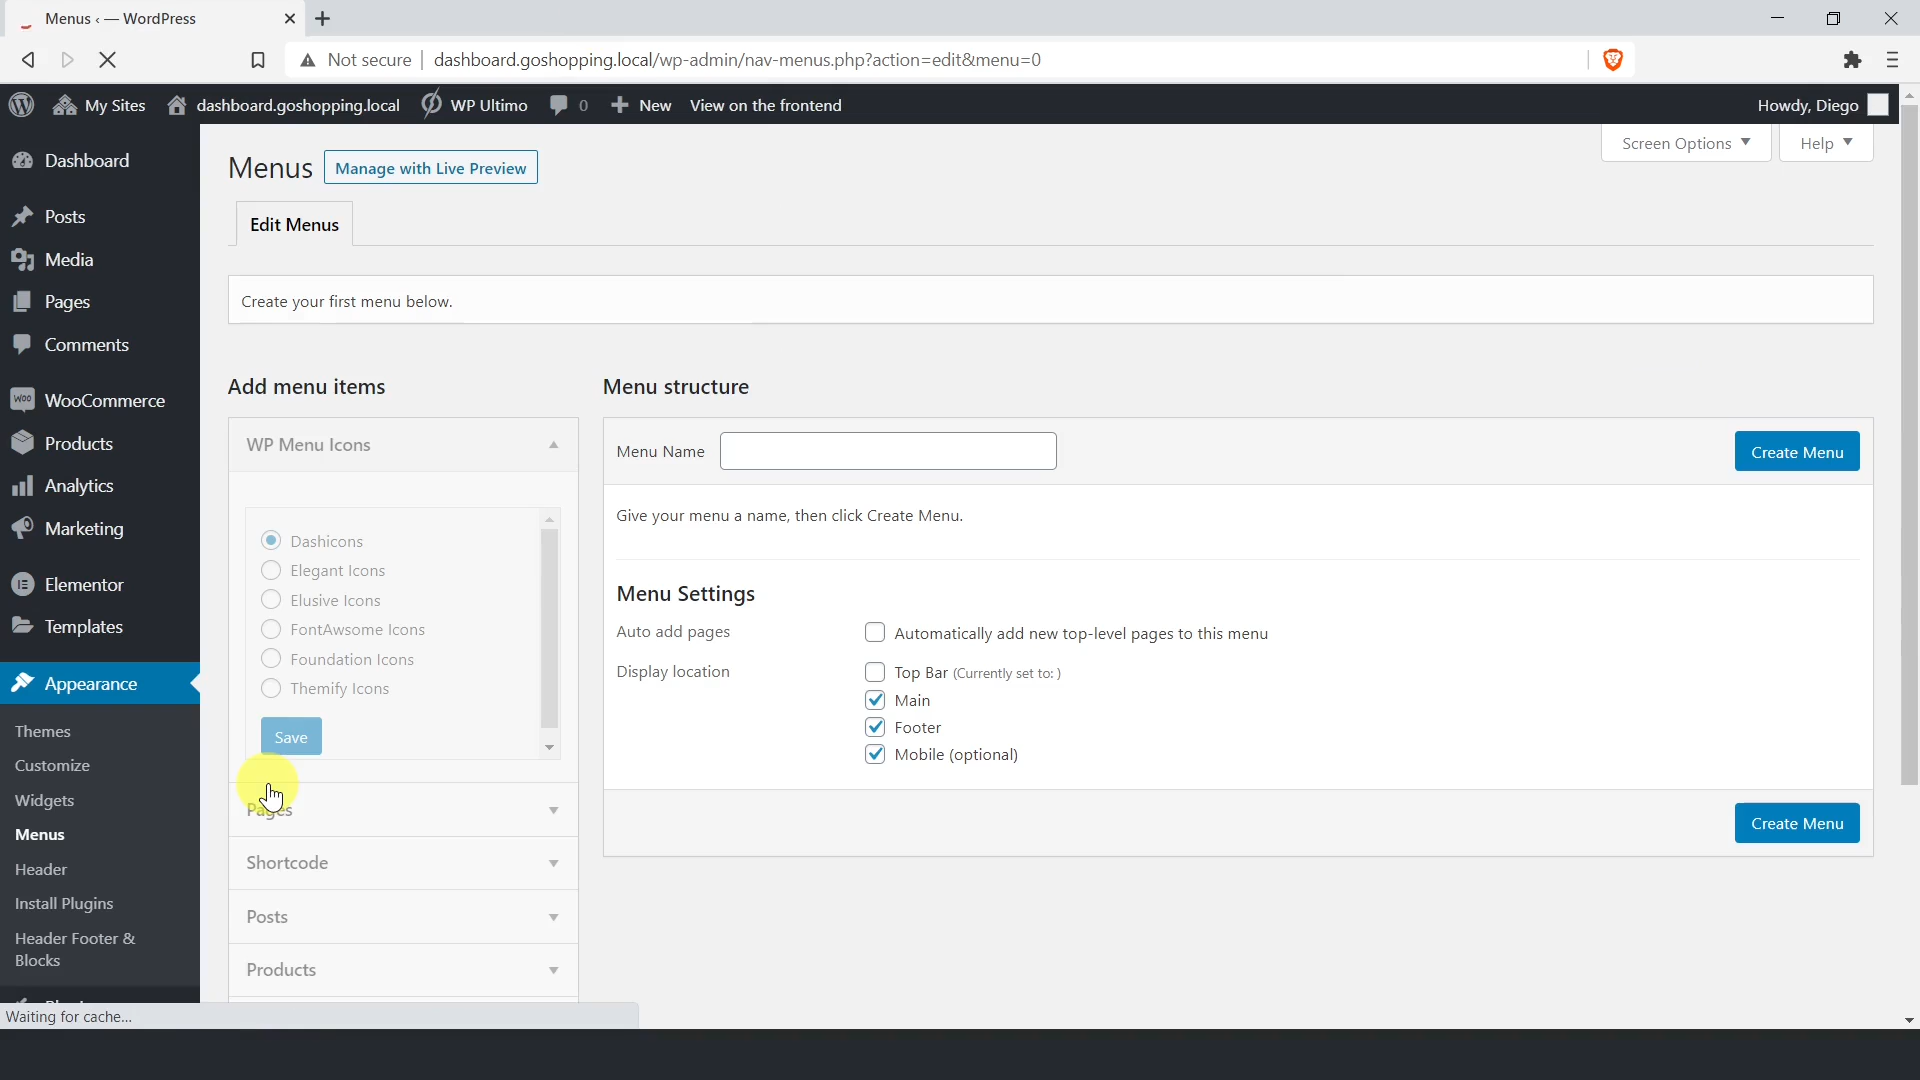 Menus ‹ — WordPress
Not secure
dashboard.goshopping.local/wp-admin/nav-menus.php?action=edit&menu=0
My Sites
dashboard.goshopping.local
WP Ultimo
0
New
View on the frontend
Howdy, Diego
Dashboard
Posts
Media
Pages
Comments
WooCommerce
Products
Analytics
Marketing
Elementor
Templates
Appearance
Themes
Customize
Widgets
Menus
Header
Install Plugins
Header Footer &
Blocks
Screen Options
Help
Menus
Manage with Live Preview
Edit Menus
Create your first menu below.
Add menu items
WP Menu Icons
Dashicons
Elegant Icons
Elusive Icons
FontAwsome Icons
Foundation Icons
Themify Icons
Save
Pages
Shortcode
Posts
Products
Menu structure
Menu Name
Create Menu
Give your menu a name, then click Create Menu.
Menu Settings
Auto add pages
Automatically add new top-level pages to this menu
Display location
Top Bar (Currently set to: )
Main
Footer
Mobile (optional)
Create Menu
Waiting for cache...